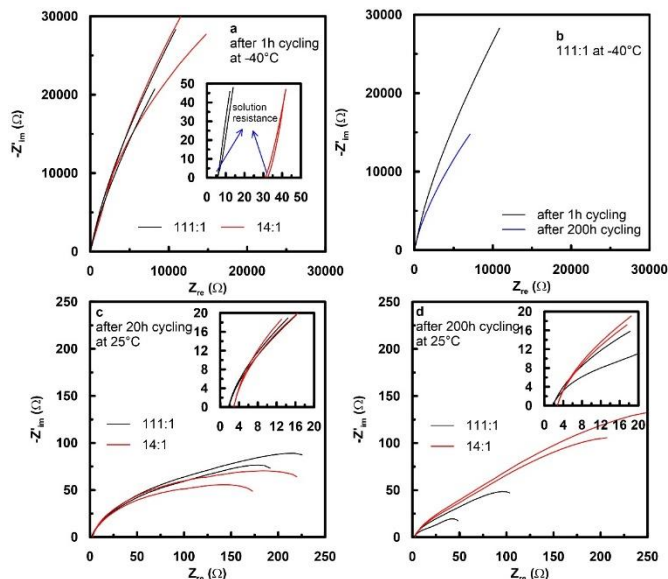 30000
20000
10000
0
-Z'im (Ω)
a
after 1h cycling
at -40°C
50
40
30
20
10
0
solution
resistance
0 10 20 30 40 50
111:1 14:1
0 10000 20000 30000
Zre (Ω)
30000
20000
10000
0
-Z'im (Ω)
b
111:1 at -40°C
after 1h cycling
after 200h cycling
0 10000 20000 30000
Zre (Ω)
250
200
150
100
50
0
-Z'im (Ω)
c
after 20h cycling
at 25°C
20
16
12
8
4
0
0 4 8 12 16 20
111:1
14:1
0 50 100 150 200 250
Zre (Ω)
250
200
150
100
50
0
-Z'im (Ω)
d
after 200h cycling
at 25°C
20
16
12
8
4
0
0 4 8 12 16 20
111:1
14:1
0 50 100 150 200 250
Zre (Ω)